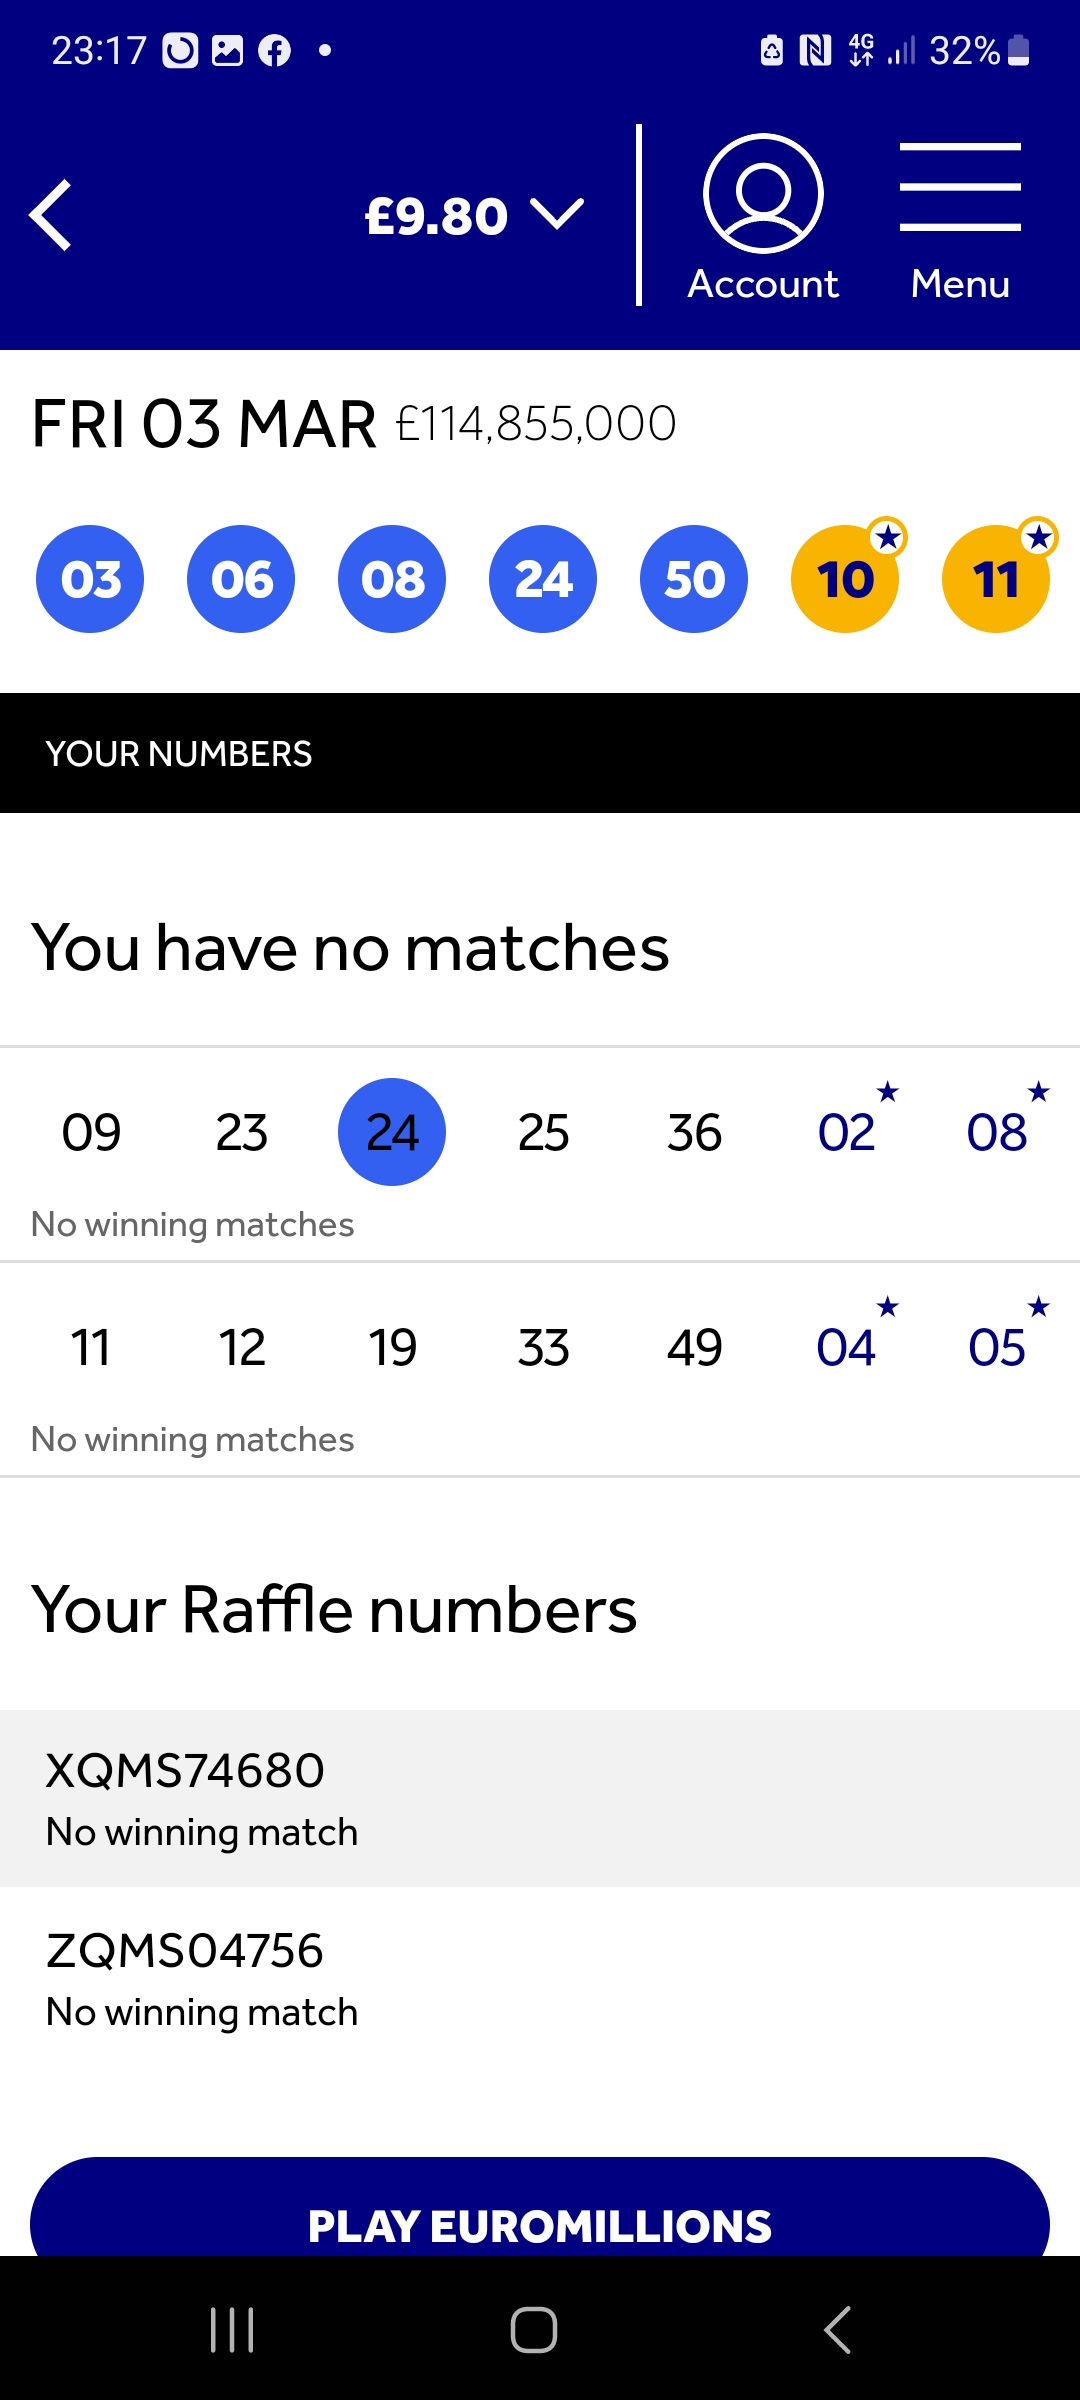 23:17 4G 32%
£9.80
Account Menu
FRI 03 MAR £114,855,000
03 06 08 24 50 10 11
YOUR NUMBERS
You have no matches
09 23 24 25 36 02 08
No winning matches
11 12 19 33 49 04 05
No winning matches
Your Raffle numbers
XQMS74680
No winning match
ZQMS04756
No winning match
PLAY EUROMILLIONS